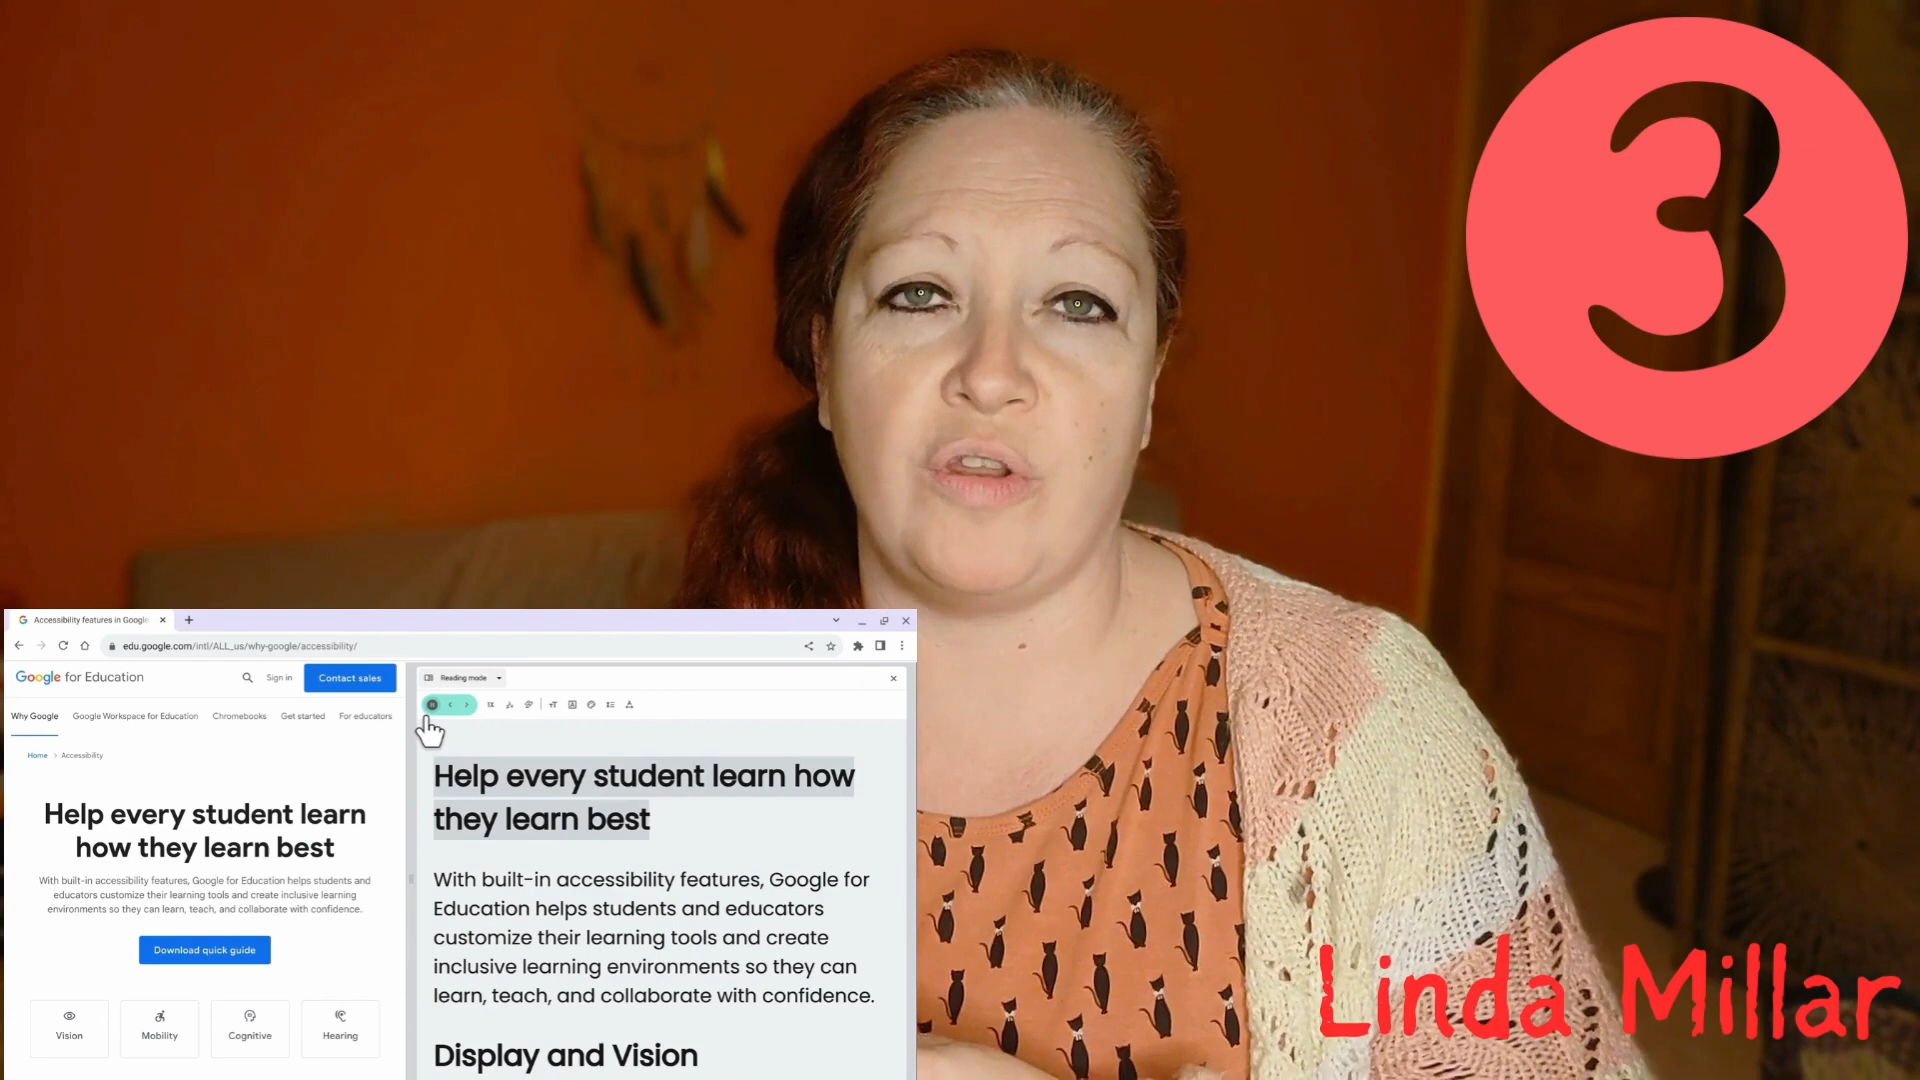 3
Accessibility features in Google
edu.google.com/intl/ALL_us/why-google/accessibility/
Google for Education
Sign in
Contact sales
Why Google
Google Workspace for Education
Chromebooks
Get started
For educators
Home > Accessibility
Help every student learn
how they learn best
With built-in accessibility features, Google for Education helps students and
educators customize their learning tools and create inclusive learning
environments so they can learn, teach, and collaborate with confidence.
Download quick guide
Vision
Mobility
Cognitive
Hearing
Reading mode
1x
Help every student learn how
they learn best
With built-in accessibility features, Google for
Education helps students and educators
customize their learning tools and create
inclusive learning environments so they can
learn, teach, and collaborate with confidence.
Display and Vision
Linda Millar